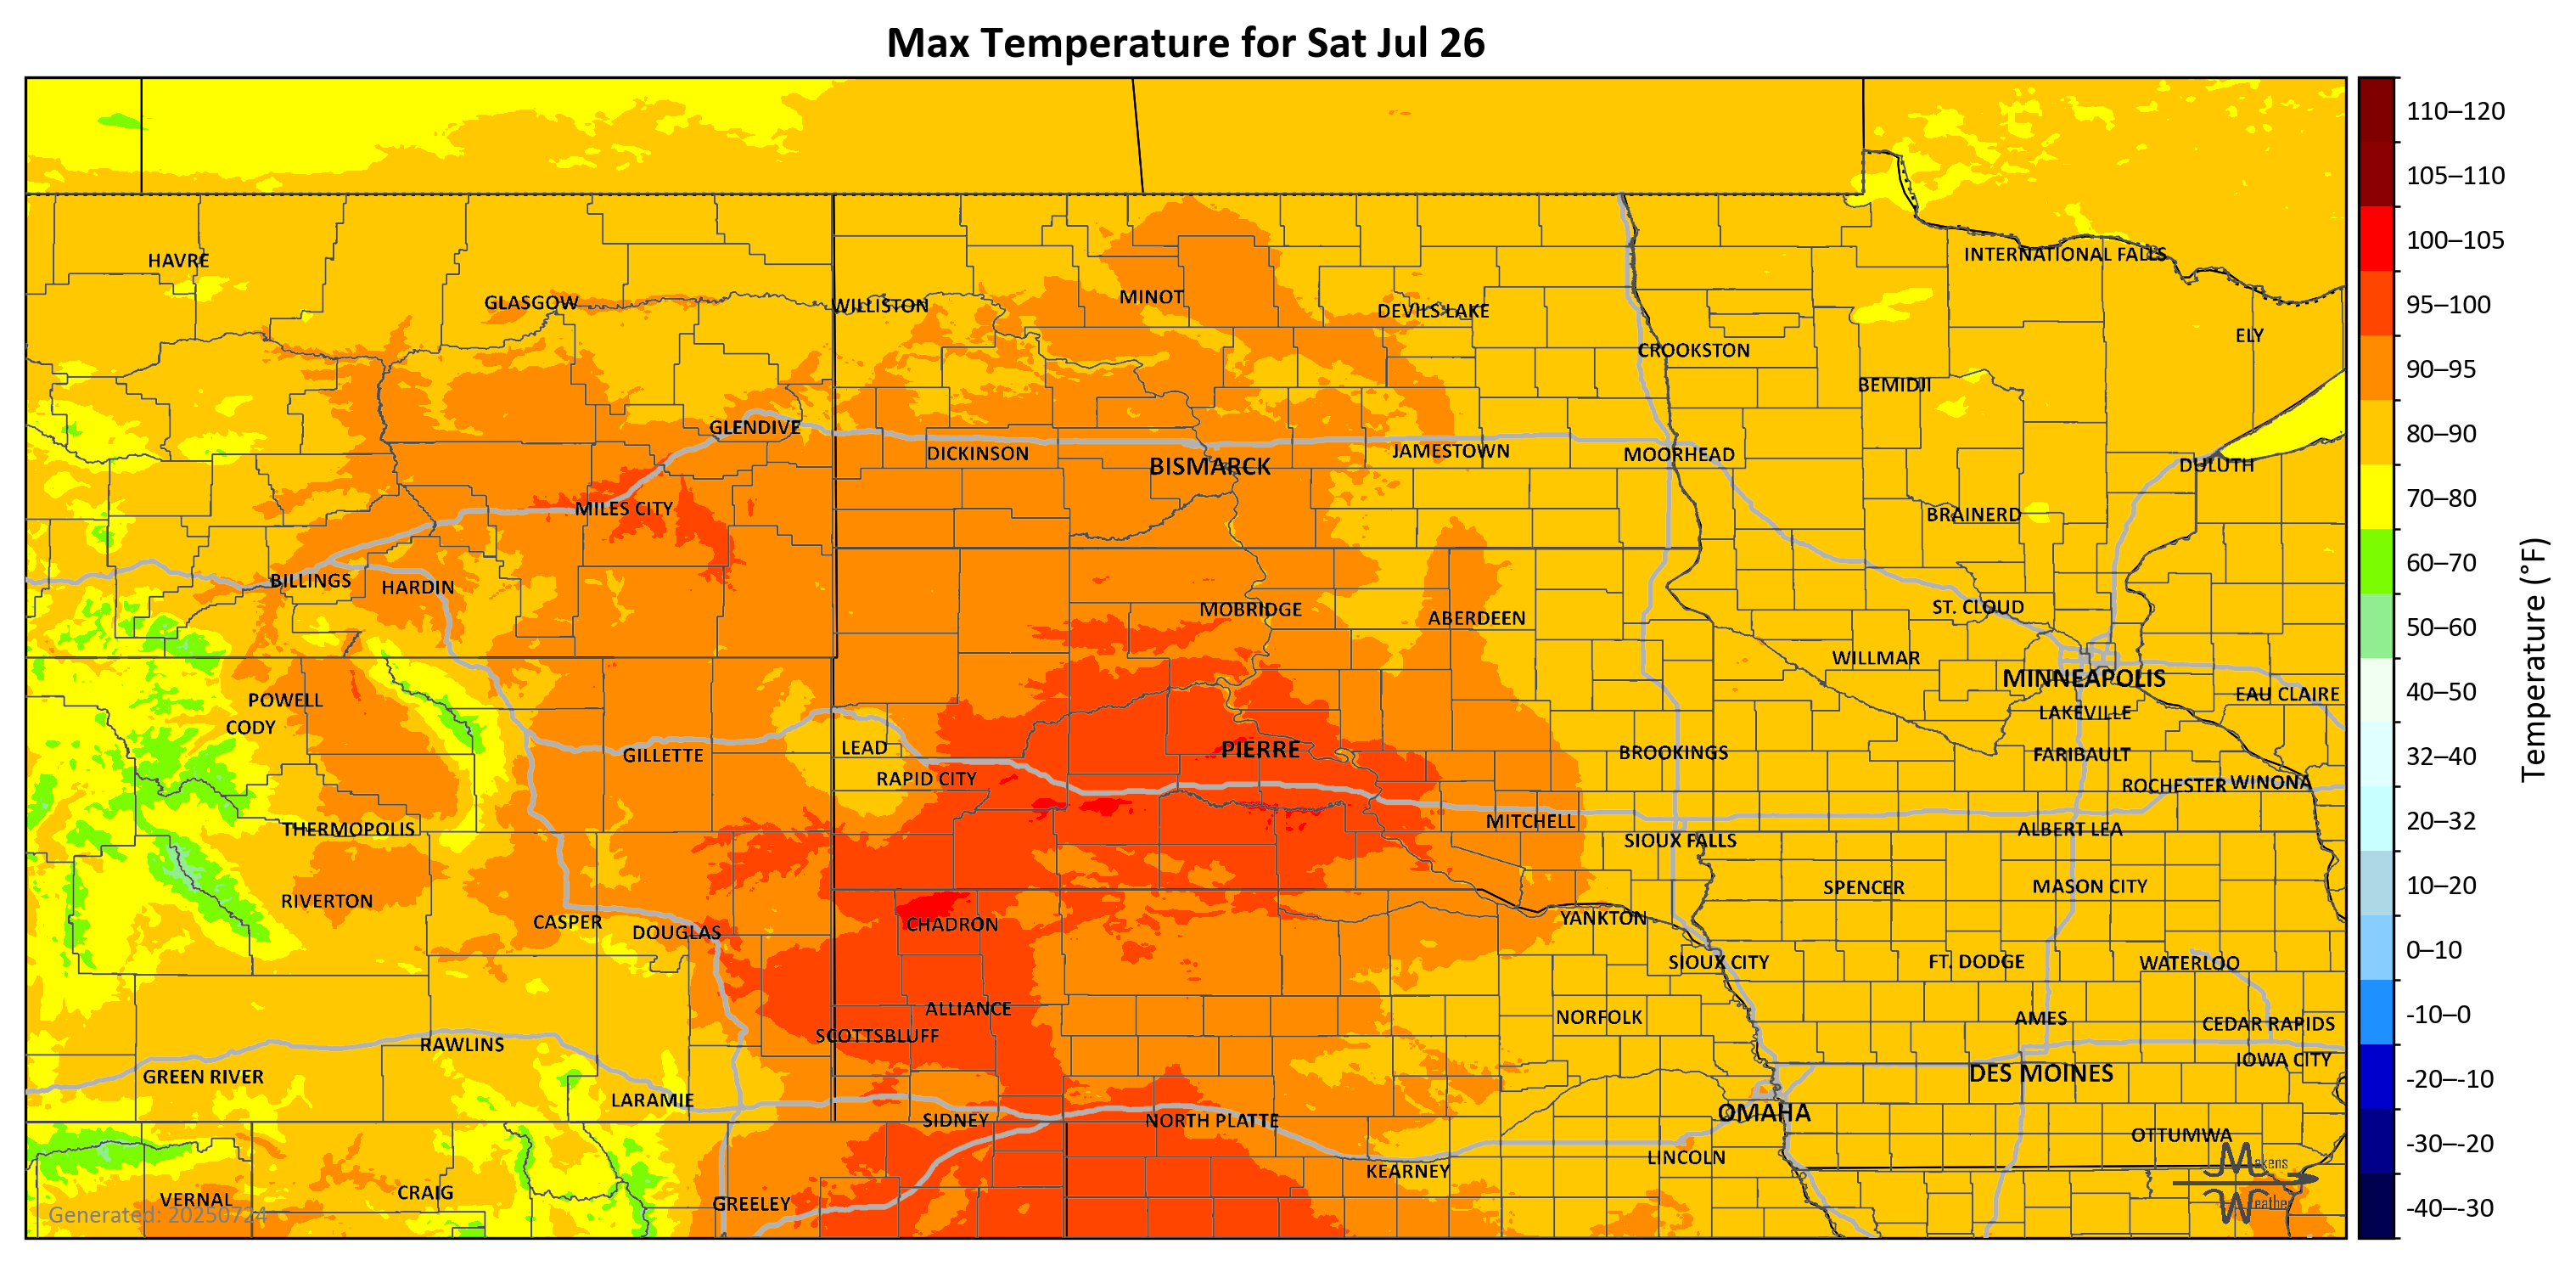 Max Temperature for Sat Jul 26
HAVRE
GLASGOW
WILLISTON
MINOT
DEVILS LAKE
INTERNATIONAL FALLS
ELY
CROOKSTON
BEMIDJI
GLENDIVE
DICKINSON
BISMARCK
JAMESTOWN
MOORHEAD
DULUTH
MILES CITY
BRAINERD
BILLINGS
HARDIN
MOBRIDGE
ABERDEEN
ST. CLOUD
WILLMAR
MINNEAPOLIS
EAU CLAIRE
POWELL
CODY
LAKEVILLE
GILLETTE
LEAD
RAPID CITY
PIERRE
BROOKINGS
FARIBAULT
ROCHESTER
WINONA
THERMOPOLIS
MITCHELL
SIOUX FALLS
ALBERT LEA
RIVERTON
CASPER
DOUGLAS
CHADRON
YANKTON
SPENCER
MASON CITY
SIOUX CITY
FT. DODGE
WATERLOO
ALLIANCE
SCOTTSBLUFF
NORFOLK
AMES
CEDAR RAPIDS
IOWA CITY
RAWLINS
GREEN RIVER
LARAMIE
SIDNEY
NORTH PLATTE
OMAHA
DES MOINES
OTTUMWA
KEARNEY
LINCOLN
VERNAL
CRAIG
GREELEY
Generated: 20250724
Makens
Weather
110–120
105–110
100–105
95–100
90–95
80–90
70–80
60–70
50–60
40–50
32–40
20–32
10–20
0–10
-10–0
-20–-10
-30–-20
-40–-30
Temperature (°F)